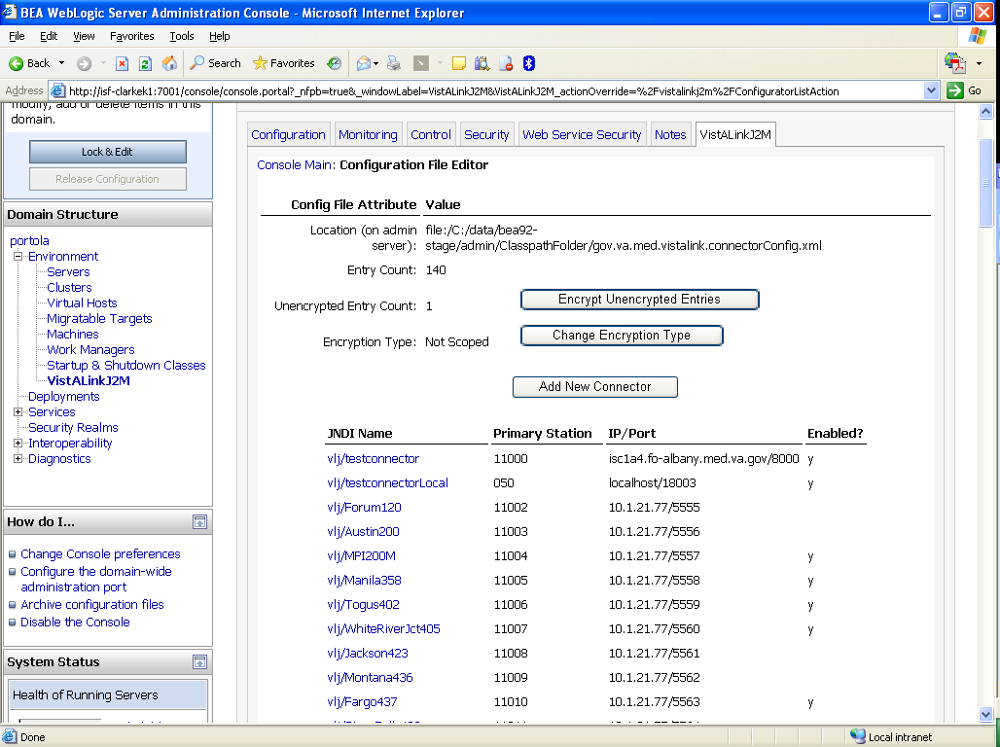 BEA WebLogic Server Administration Console - Microsoft Internet Explorer
File Edit View Favorites Tools Help
Back Search Favorites
Address http://isf-clarkek1:7001/console/console.portal?_nfpb=true&_windowLabel=VistALinkJ2M&VistALinkJ2M_actionOverride=%2Fvistalinkj2m%2FConfiguratorListAction Go
modify, add or delete items in this
domain.
Lock & Edit
Release Configuration
Domain Structure
portola
Environment
Servers
Clusters
Virtual Hosts
Migratable Targets
Machines
Work Managers
Startup & Shutdown Classes
VistALinkJ2M
Deployments
Services
Security Realms
Interoperability
Diagnostics
How do I...
Change Console preferences
Configure the domain-wide
administration port
Archive configuration files
Disable the Console
System Status
Health of Running Servers
Configuration Monitoring Control Security Web Service Security Notes VistALinkJ2M
Console Main: Configuration File Editor
Config File Attribute Value
Location (on admin file:/C:/data/bea92-
server): stage/admin/ClasspathFolder/gov.va.med.vistalink.connectorConfig.xml
Entry Count: 140
Unencrypted Entry Count: 1 Encrypt Unencrypted Entries
Encryption Type: Not Scoped Change Encryption Type
Add New Connector
JNDI Name Primary Station IP/Port Enabled?
vlj/testconnector 11000 isc1a4.fo-albany.med.va.gov/8000 y
vlj/testconnectorLocal 050 localhost/18003 y
vlj/Forum120 11002 10.1.21.77/5555
vlj/Austin200 11003 10.1.21.77/5556
vlj/MPI200M 11004 10.1.21.77/5557 y
vlj/Manila358 11005 10.1.21.77/5558 y
vlj/Togus402 11006 10.1.21.77/5559 y
vlj/WhiteRiverJct405 11007 10.1.21.77/5560 y
vlj/Jackson423 11008 10.1.21.77/5561
vlj/Montana436 11009 10.1.21.77/5562
vlj/Fargo437 11010 10.1.21.77/5563 y
Done Local intranet